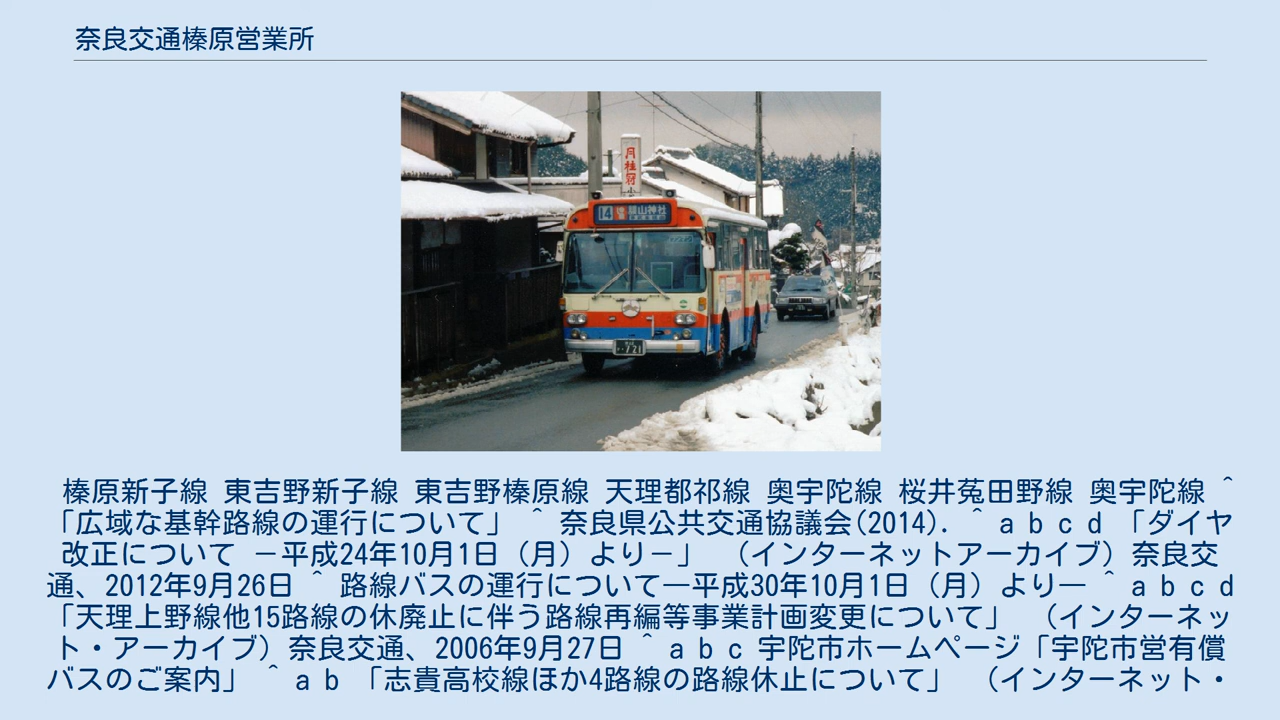 奈良交通榛原営業所
月桂冠
14 龍山神社
721
榛原新子線 東吉野新子線 東吉野榛原線 天理都祁線 奥宇陀線 桜井菟田野線 奥宇陀線 ^
「広域な基幹路線の運行について」 ^ 奈良県公共交通協議会(2014). ^ a b c d 「ダイヤ
改正について －平成24年10月1日（月）より－」 （インターネットアーカイブ）奈良交
通、2012年9月26日 ^ 路線バスの運行について―平成30年10月1日（月）より― ^ a b c d
「天理上野線他15路線の休廃止に伴う路線再編等事業計画変更について」 （インターネッ
ト・アーカイブ）奈良交通、2006年9月27日 ^ a b c 宇陀市ホームページ「宇陀市営有償
バスのご案内」 ^ a b 「志貴高校線ほか4路線の路線休止について」 （インターネット・